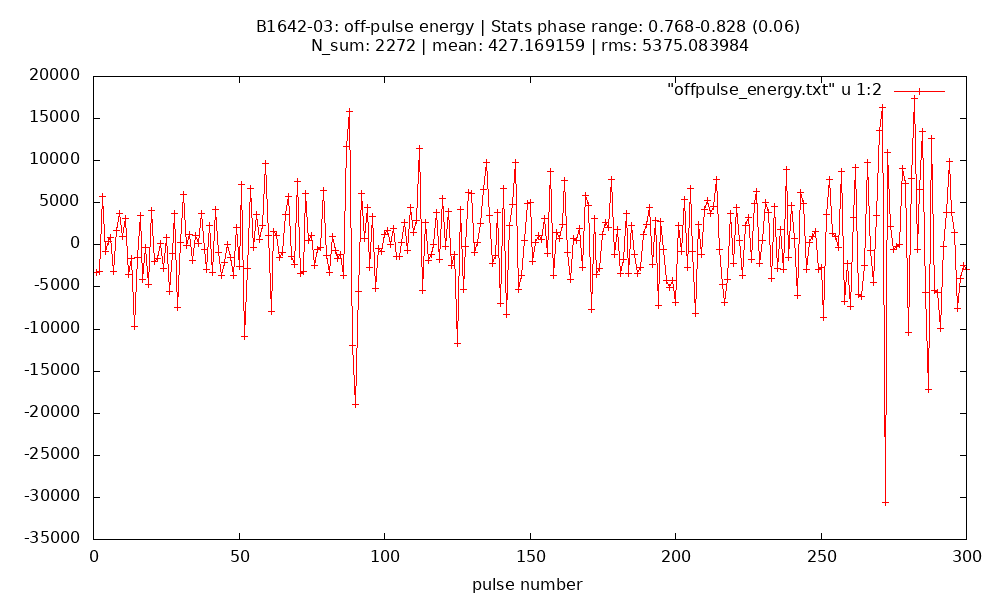 B1642-03: off-pulse energy | Stats phase range: 0.768-0.828 (0.06)
N_sum: 2272 | mean: 427.169159 | rms: 5375.083984
"offpulse_energy.txt" u 1:2
20000
15000
10000
5000
0
-5000
-10000
-15000
-20000
-25000
-30000
-35000
0 50 100 150 200 250 300
pulse number